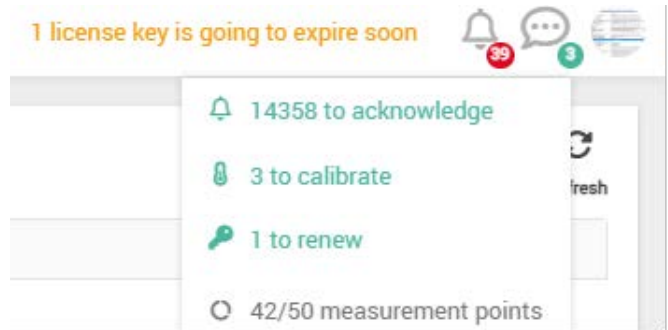 1 license key is going to expire soon
39
3
14358 to acknowledge
3 to calibrate
fresh
1 to renew
42/50 measurement points